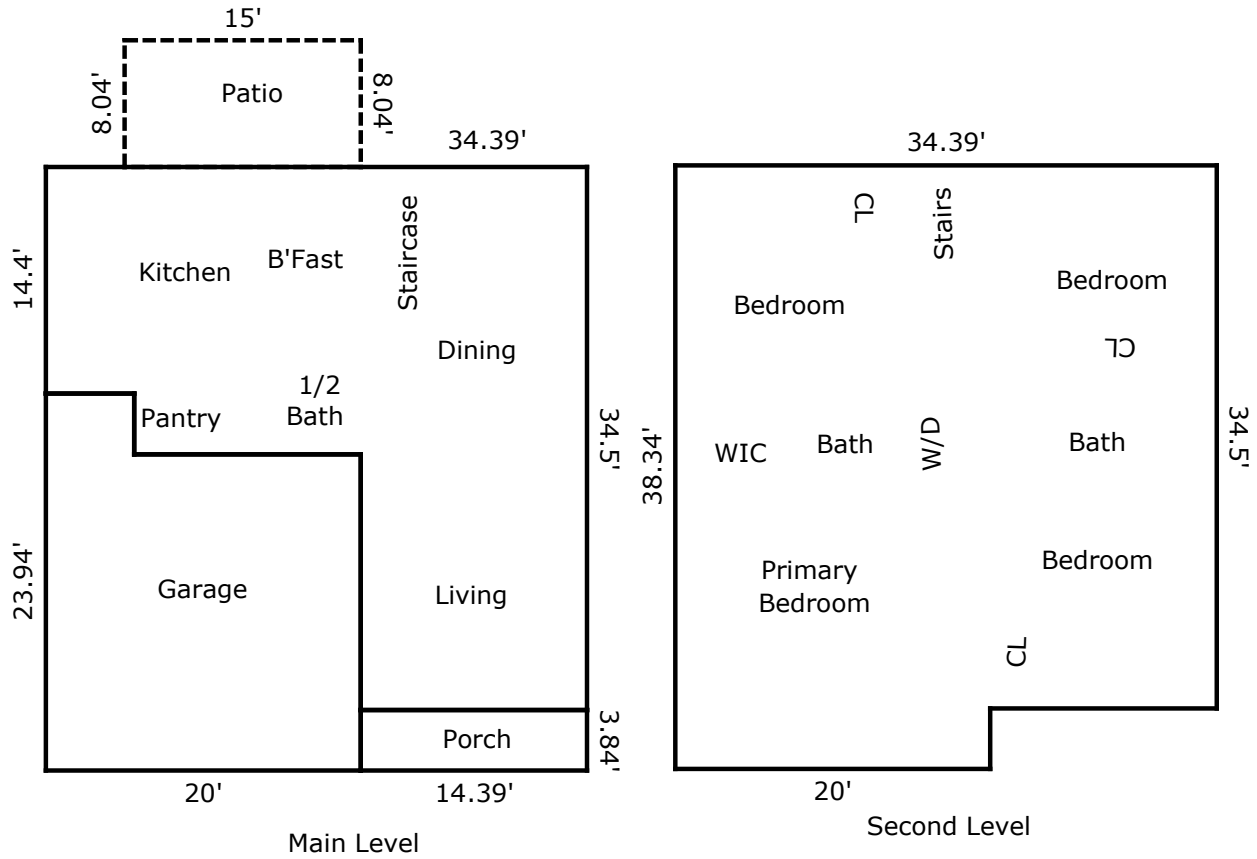 15'
8.04'
Patio
8.04'
34.39'
14.4'
Kitchen
B'Fast
Staircase
Dining
1/2
Bath
Pantry
34.5'
23.94'
Garage
Living
Porch
3.84'
20'
14.39'
Main Level
34.39'
CL
Stairs
Bedroom
Bedroom
CL
38.34'
WIC
Bath
W/D
Bath
34.5'
Primary
Bedroom
Bedroom
CL
20'
Second Level